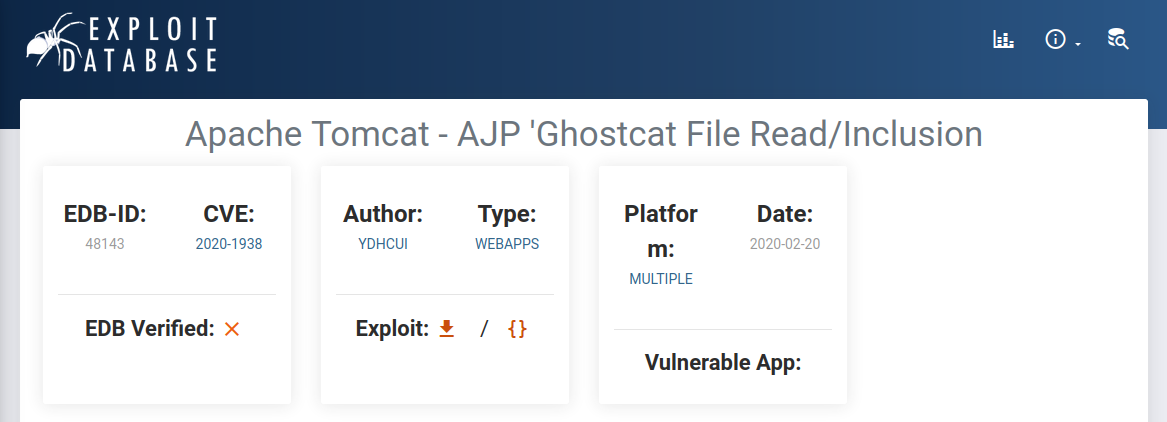 EXPLOIT
DATABASE
Apache Tomcat - AJP 'Ghostcat File Read/Inclusion
EDB-ID:
48143
CVE:
2020-1938
EDB Verified:
Author:
YDHCUI
Type:
WEBAPPS
Exploit: / {}
Platfor
m:
MULTIPLE
Date:
2020-02-20
Vulnerable App: